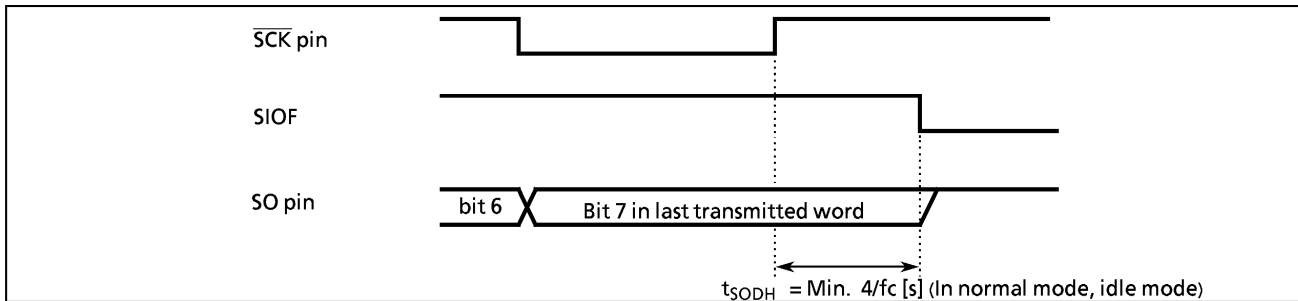 SCK pin
SIOF
SO pin
bit 6
Bit 7 in last transmitted word
tSODH = Min. 4/fc [s] (In normal mode, idle mode)